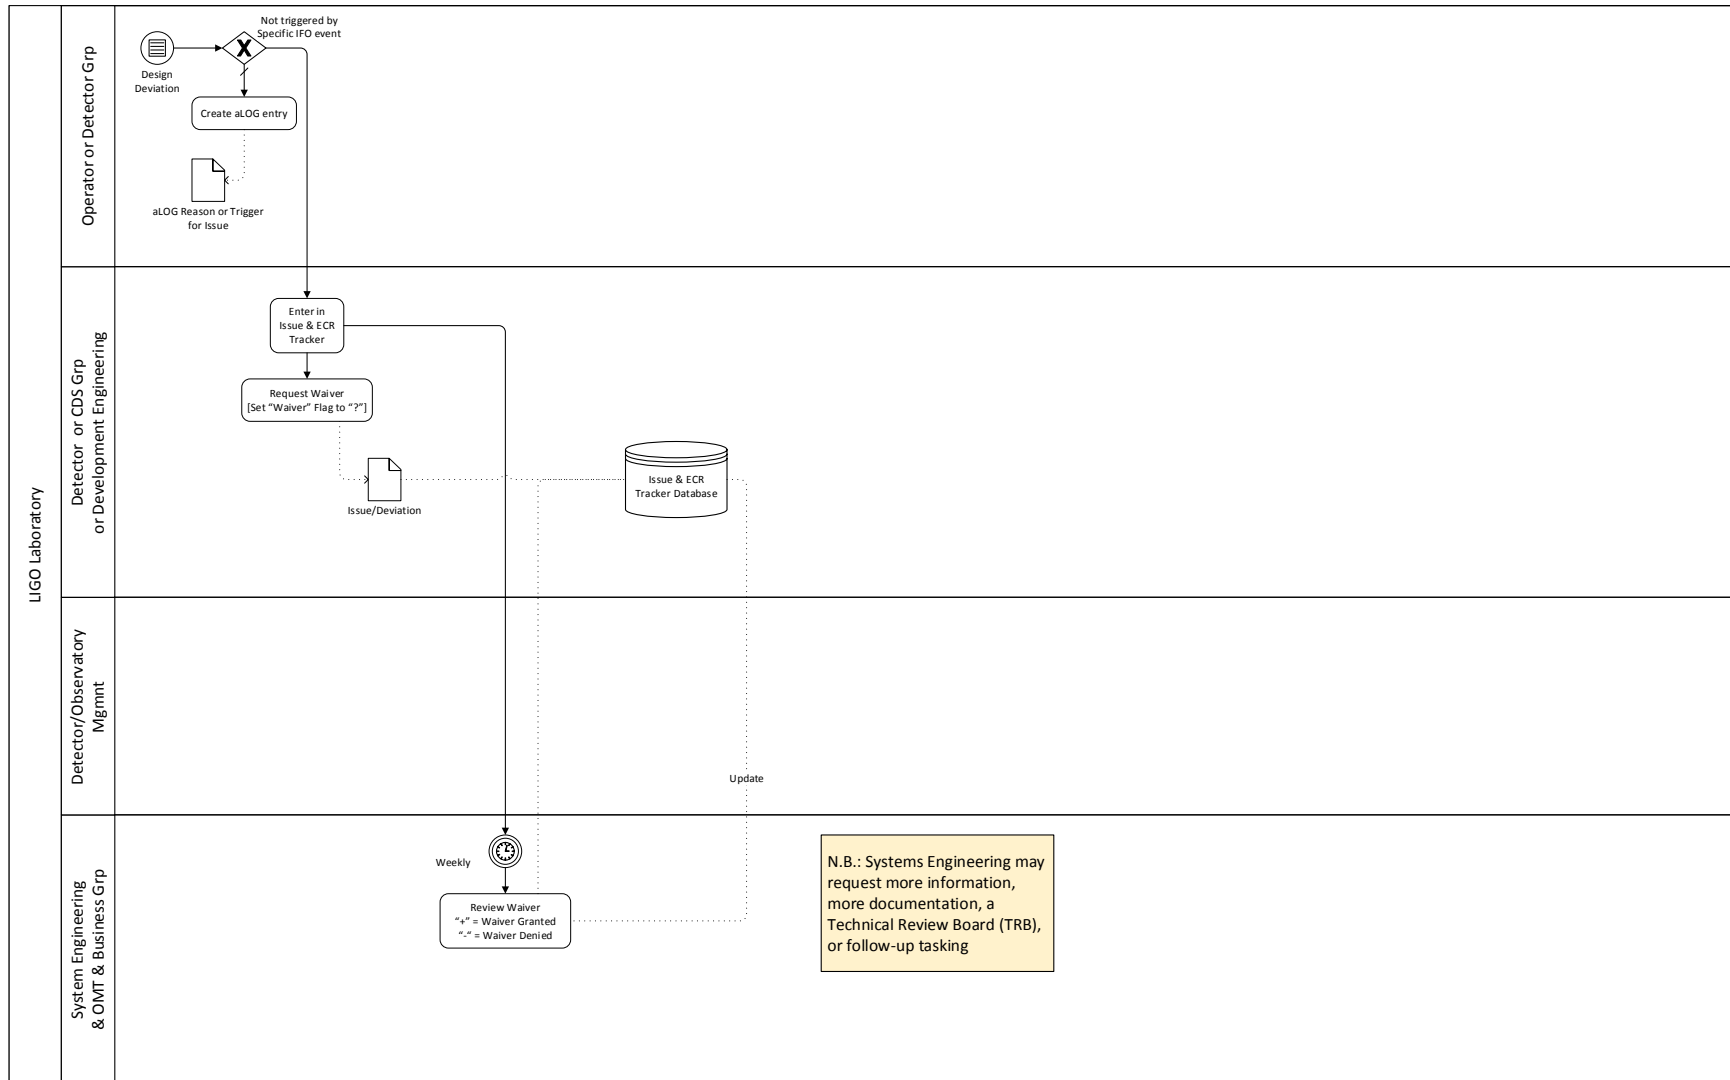 LIGO Laboratory
Operator or Detector Grp
Not triggered by
Specific IFO event
X
Design
Deviation
Create aLOG entry
aLOG Reason or Trigger
for Issue
Detector  or CDS Grp
or Development Engineering
Enter in
Issue & ECR
Tracker
Request Waiver
[Set “Waiver” Flag to “?”]
Issue/Deviation
Issue & ECR
Tracker Database
Detector/Observatory
Mgmnt
Update
System Engineering
& OMT & Business Grp
Weekly
Review Waiver
“+” = Waiver Granted
“-“ = Waiver Denied
N.B.: Systems Engineering may
request more information,
more documentation, a
Technical Review Board (TRB),
or follow-up tasking